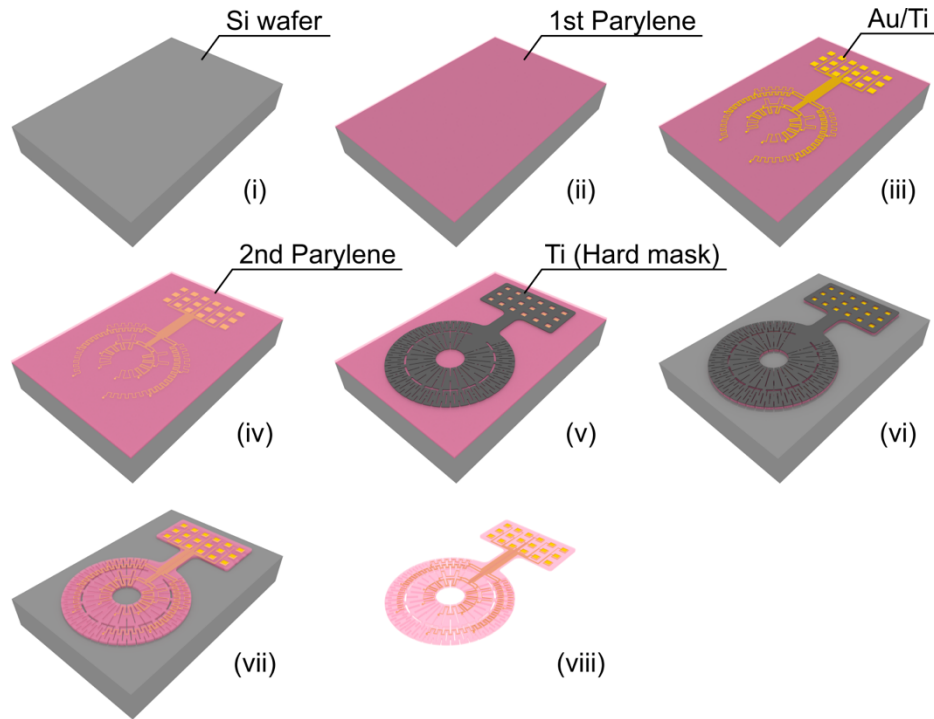 Si wafer
1st Parylene
Au/Ti
(i)
(ii)
(iii)
2nd Parylene
Ti (Hard mask)
(iv)
(v)
(vi)
(vii)
(viii)